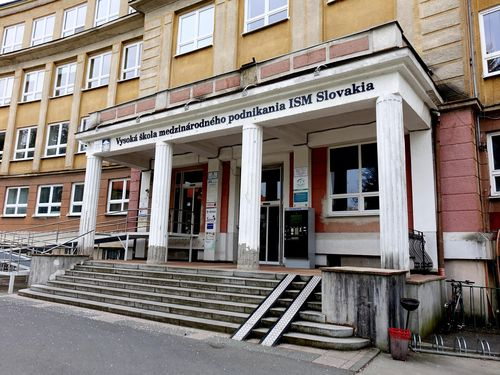 Vysoká škola medzinárodného podnikania ISM Slovakia